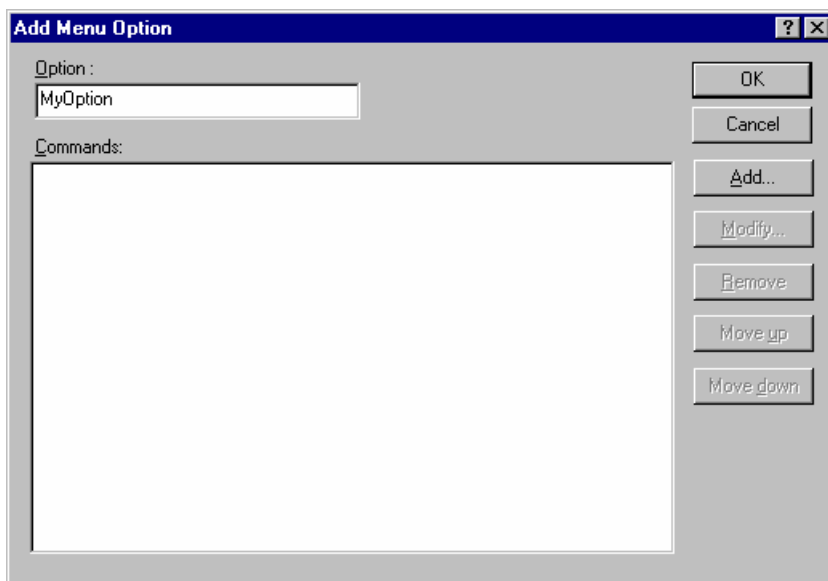 Add Menu Option
Option :
MyOption
Commands:
OK
Cancel
Add...
Modify...
Remove
Move up
Move down